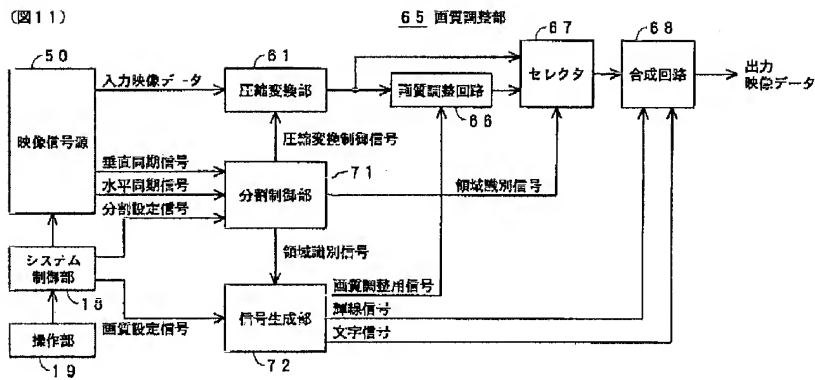 (図11)
65 画質調整部
50
61
67
68
入力映像データ
圧縮変換部
画質調整回路
66
セレクタ
合成回路
出力
映像データ
映像信号源
圧縮変換制御信号
垂直同期信号
水平同期信号
分割設定信号
分割制御部
71
領域識別信号
領域識別信号
システム
制御部
18
画質設定信号
信号生成部
72
画質調整用信号
輝線信号
文字信号
操作部
19